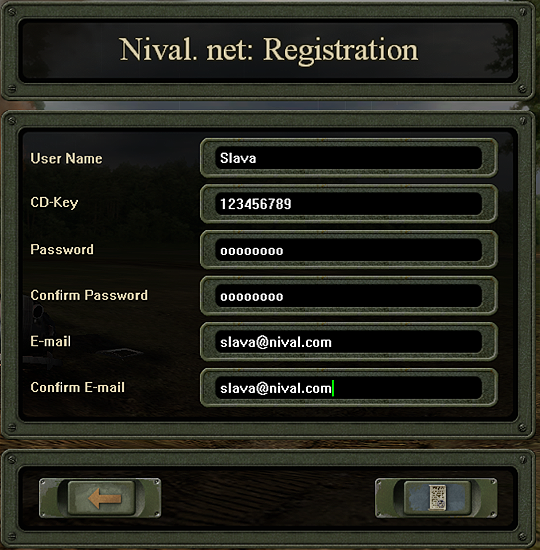 Nival. net: Registration
User Name
Slava
CD-Key
123456789
Password
oooooooo
Confirm Password
oooooooo
E-mail
slava@nival.com
Confirm E-mail
slava@nival.com